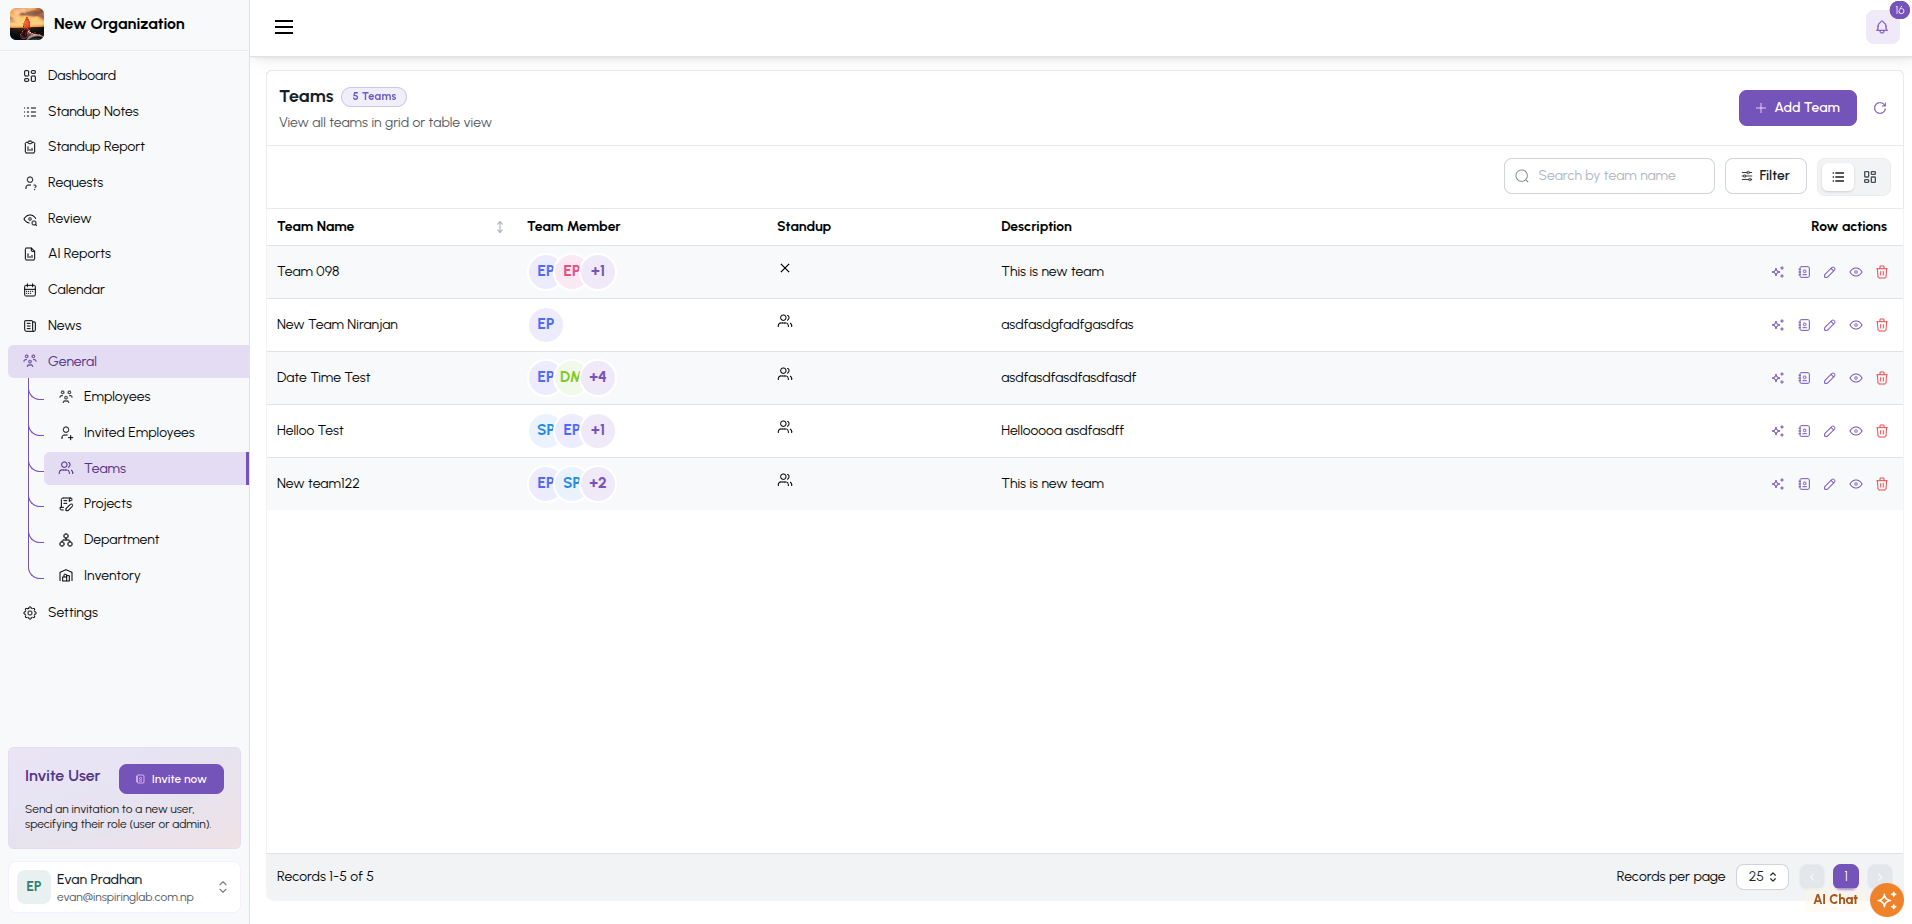 New Organization
16
Dashboard
Standup Notes
Standup Report
Requests
Review
AI Reports
Calendar
News
General
Employees
Invited Employees
Teams
Projects
Department
Inventory
Settings
Invite User
Invite now
Send an invitation to a new user,
specifying their role (user or admin).
EP
Evan Pradhan
evan@inspiringlab.com.np
Teams 5 Teams
View all teams in grid or table view
+ Add Team
Search by team name
Filter
Team Name Team Member Standup Description Row actions
Team 098 EP EP +1 This is new team
New Team Niranjan EP asdfasdgfadfgasdfas
Date Time Test EP DM +4 asdfasdfasdfasdfasdf
Helloo Test SP EP +1 Hellooooa asdfasdff
New team122 EP SP +2 This is new team
Records 1-5 of 5
Records per page 25 1
AI Chat